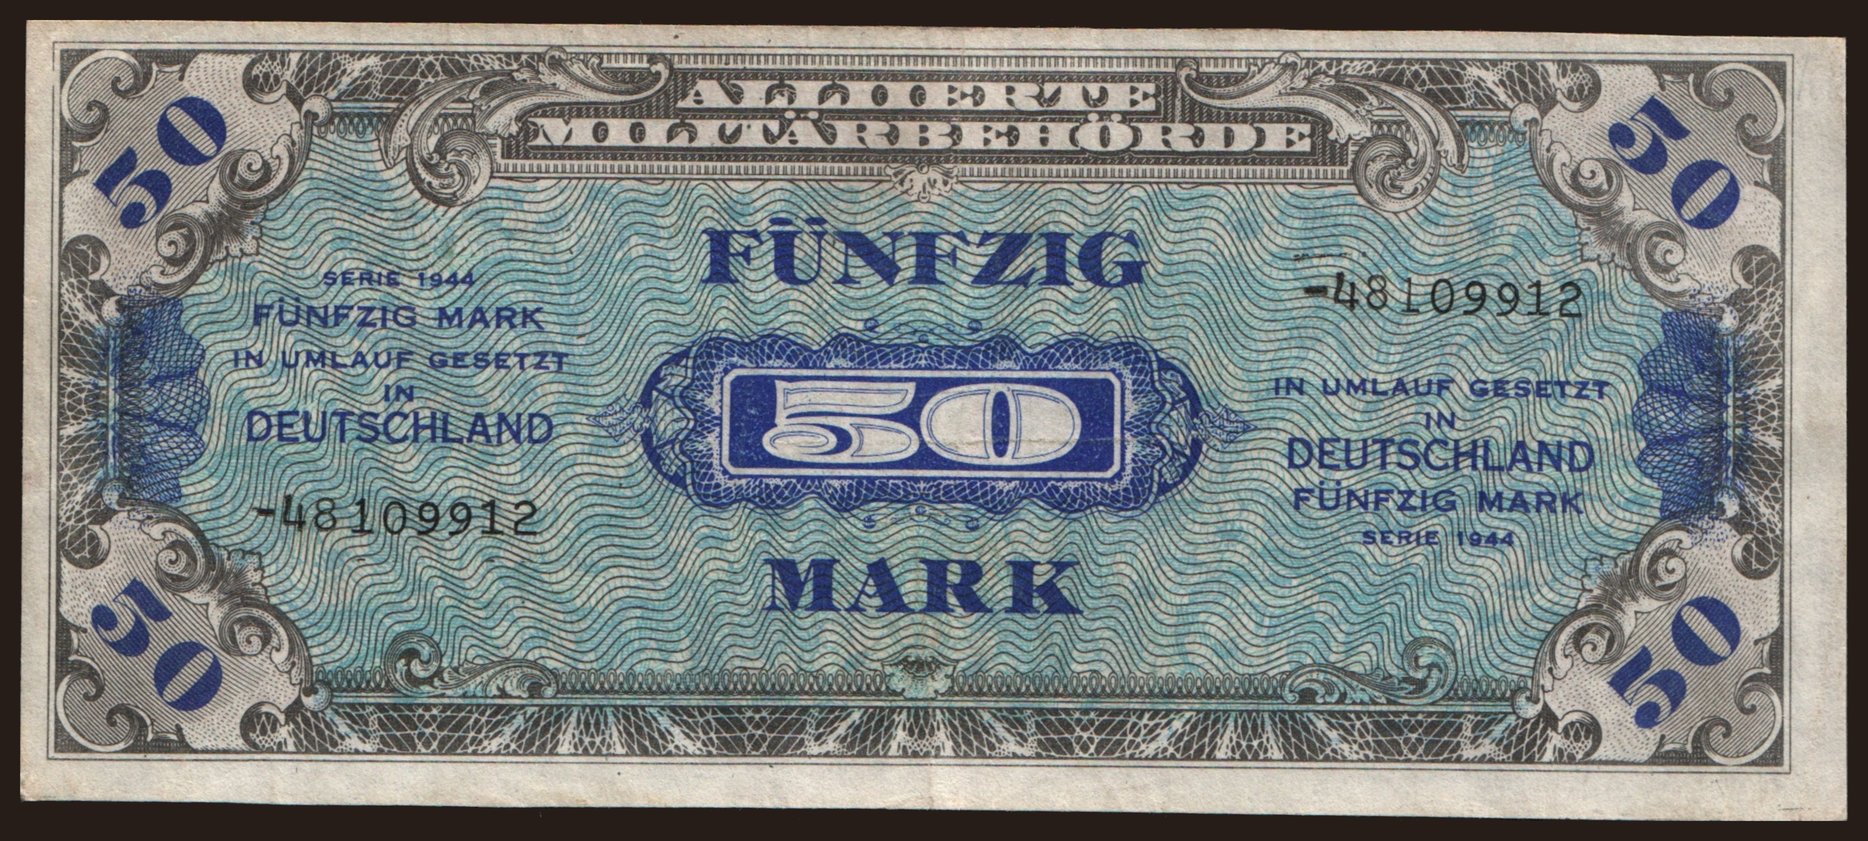 ALLIIERTE
MILITÄRBEHÖRDE
50
50
FÜNFZIG
SERIE 1944
FÜNFZIG MARK
IN UMLAUF GESETZT
IN
DEUTSCHLAND
-48109912
50
-48109912
IN UMLAUF GESETZT
IN
DEUTSCHLAND
FÜNFZIG MARK
SERIE 1944
MARK
50
50